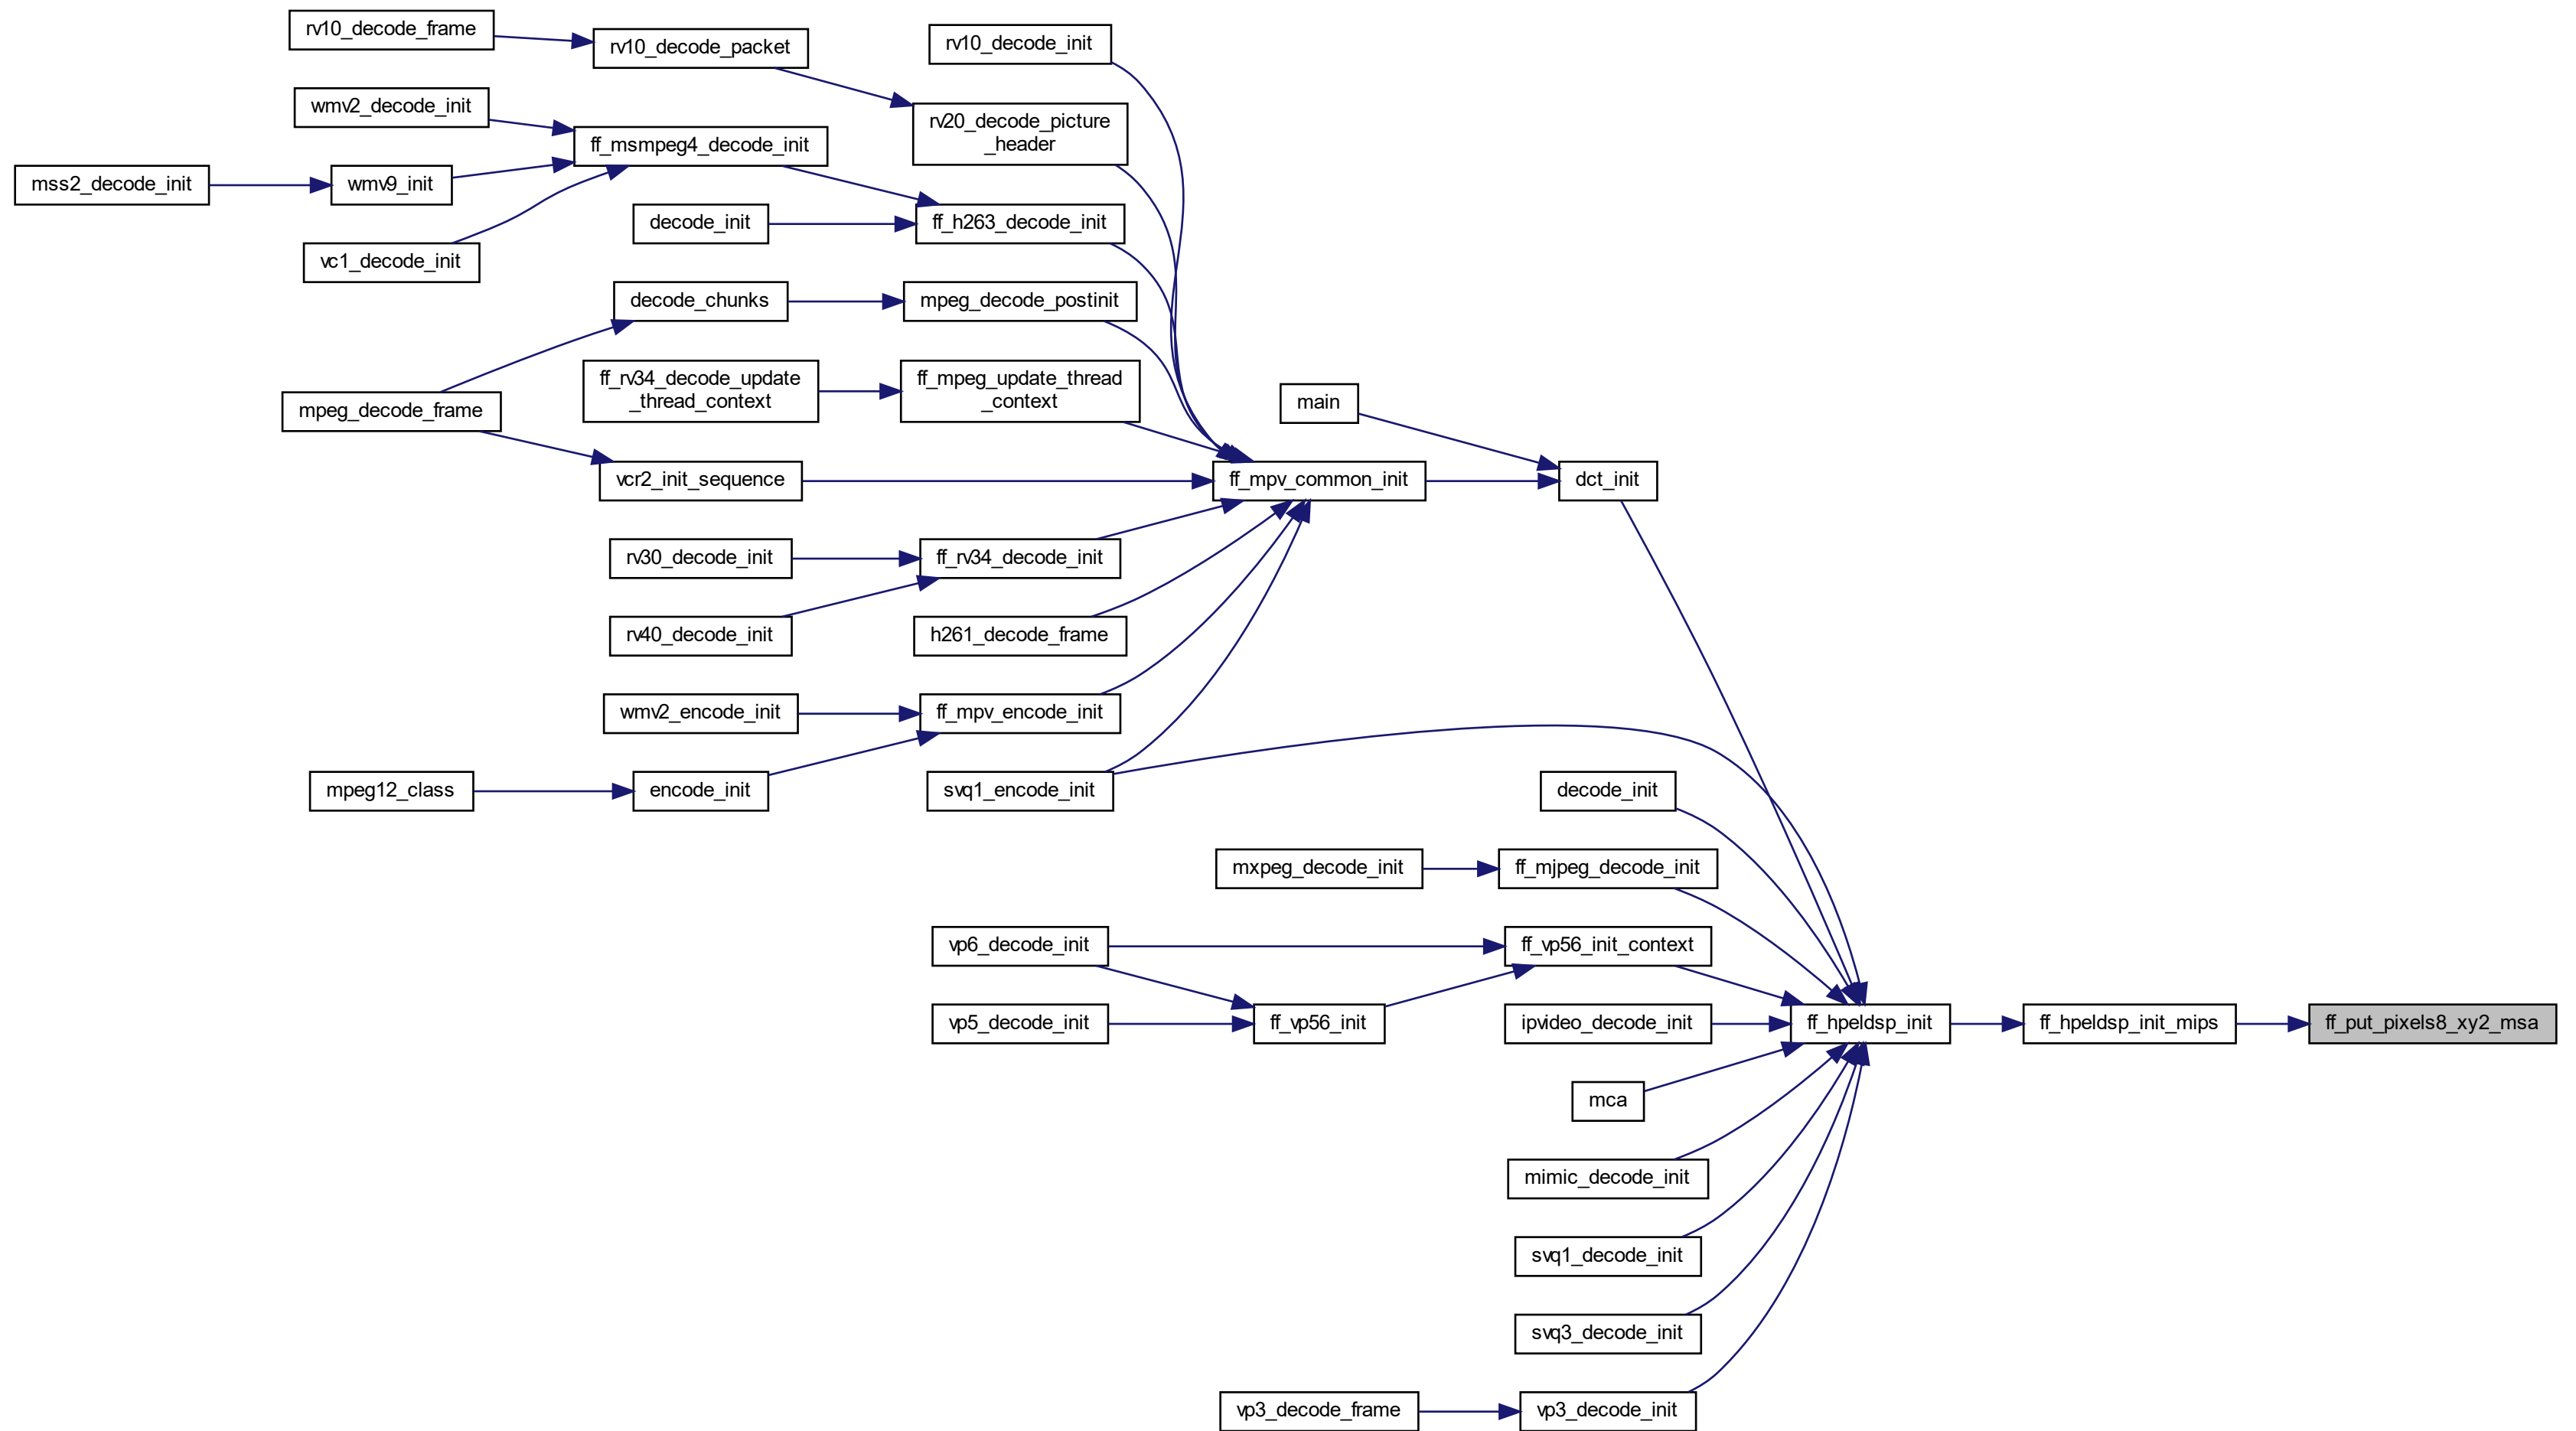 rv10_decode_frame
rv10_decode_packet
rv10_decode_init
wmv2_decode_init
rv20_decode_picture
_header
ff_msmpeg4_decode_init
mss2_decode_init
wmv9_init
decode_init
ff_h263_decode_init
vc1_decode_init
decode_chunks
mpeg_decode_postinit
ff_rv34_decode_update
_thread_context
ff_mpeg_update_thread
_context
mpeg_decode_frame
main
vcr2_init_sequence
ff_mpv_common_init
dct_init
rv30_decode_init
ff_rv34_decode_init
rv40_decode_init
h261_decode_frame
wmv2_encode_init
ff_mpv_encode_init
mpeg12_class
encode_init
svq1_encode_init
decode_init
mxpeg_decode_init
ff_mjpeg_decode_init
vp6_decode_init
ff_vp56_init_context
vp5_decode_init
ff_vp56_init
ipvideo_decode_init
ff_hpeldsp_init
ff_hpeldsp_init_mips
ff_put_pixels8_xy2_msa
mca
mimic_decode_init
svq1_decode_init
svq3_decode_init
vp3_decode_frame
vp3_decode_init